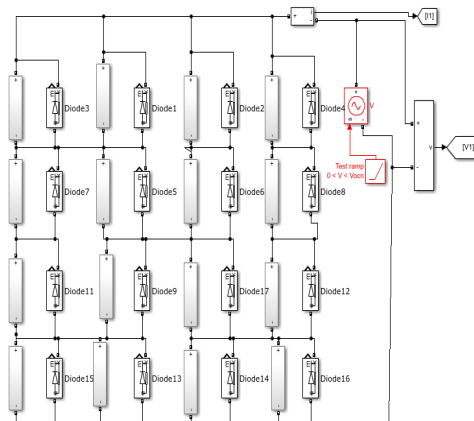 [I1]
Diode3
Diode1
Diode2
Diode4
V
[V1]
Test ramp
0 < V < Vocn
Diode7
Diode5
Diode6
Diode8
Diode11
Diode9
Diode17
Diode12
Diode15
Diode13
Diode14
Diode16